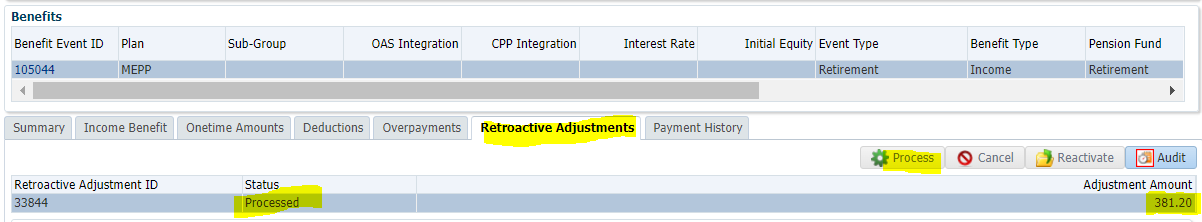 Benefits
Benefit Event ID Plan Sub-Group OAS Integration CPP Integration Interest Rate Initial Equity Event Type Benefit Type Pension Fund
105044 MEPP Retirement Income Retirement
Summary Income Benefit Onetime Amounts Deductions Overpayments Retroactive Adjustments Payment History
Process Cancel Reactivate Audit
Retroactive Adjustment ID Status Adjustment Amount
33844 Processed 381.20